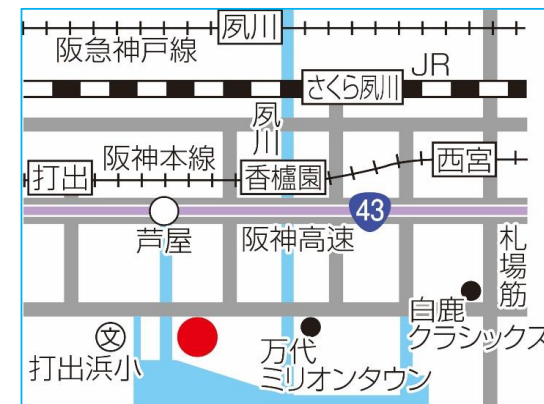 夙川
阪急神戸線
JR
さくら夙川
夙川
阪神本線
西宮
打出
香櫨園
43
芦屋
阪神高速
札場筋
白鹿
クラシックス
文
打出浜小
万代
ミリオンタウン